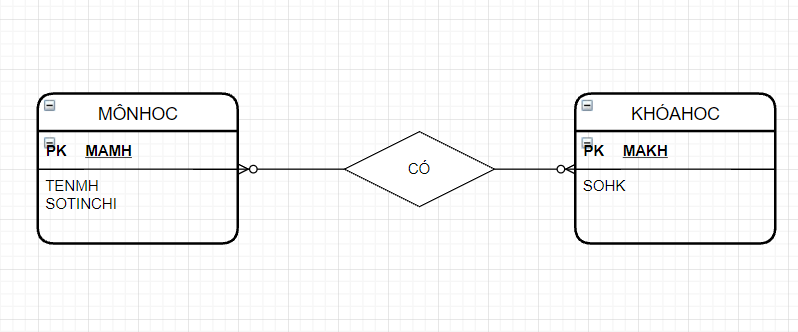 MÔNHOC
PK MAMH
TENMH
SOTINCHI
CÓ
KHÓAHOC
PK MAKH
SOHK